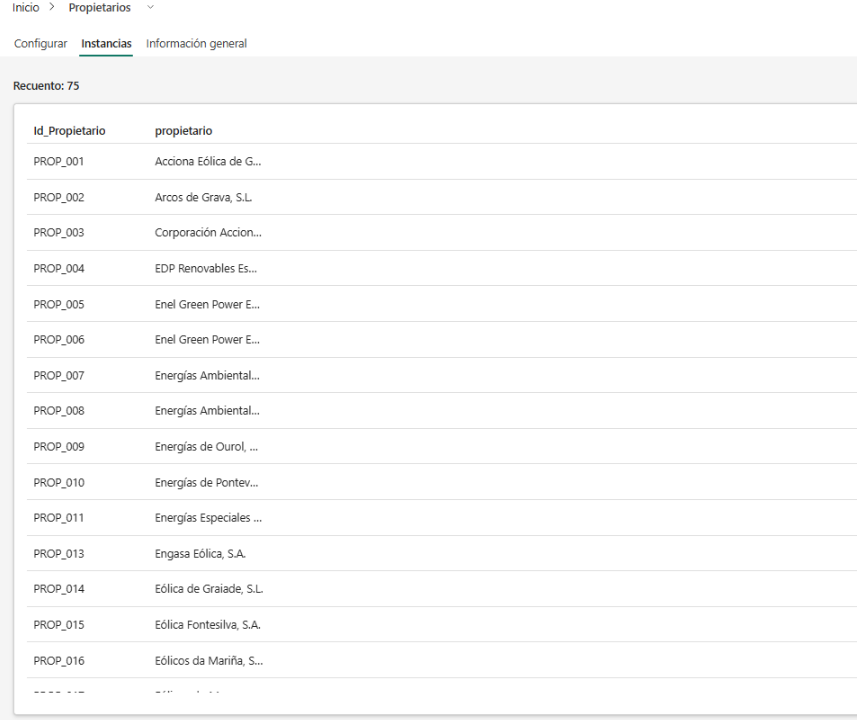 Inicio > Propietarios
Configurar Instancias Información general
Recuento: 75
Id_Propietario propietario
PROP_001 Acciona Eólica de G...
PROP_002 Arcos de Grava, S.L.
PROP_003 Corporación Accion...
PROP_004 EDP Renovables Es...
PROP_005 Enel Green Power E...
PROP_006 Enel Green Power E...
PROP_007 Energías Ambiental...
PROP_008 Energías Ambiental...
PROP_009 Energías de Ourol, ...
PROP_010 Energías de Pontev...
PROP_011 Energías Especiales ...
PROP_013 Engasa Eólica, S.A.
PROP_014 Eólica de Graiade, S.L.
PROP_015 Eólica Fontesilva, S.A.
PROP_016 Eólicos da Mariña, S...